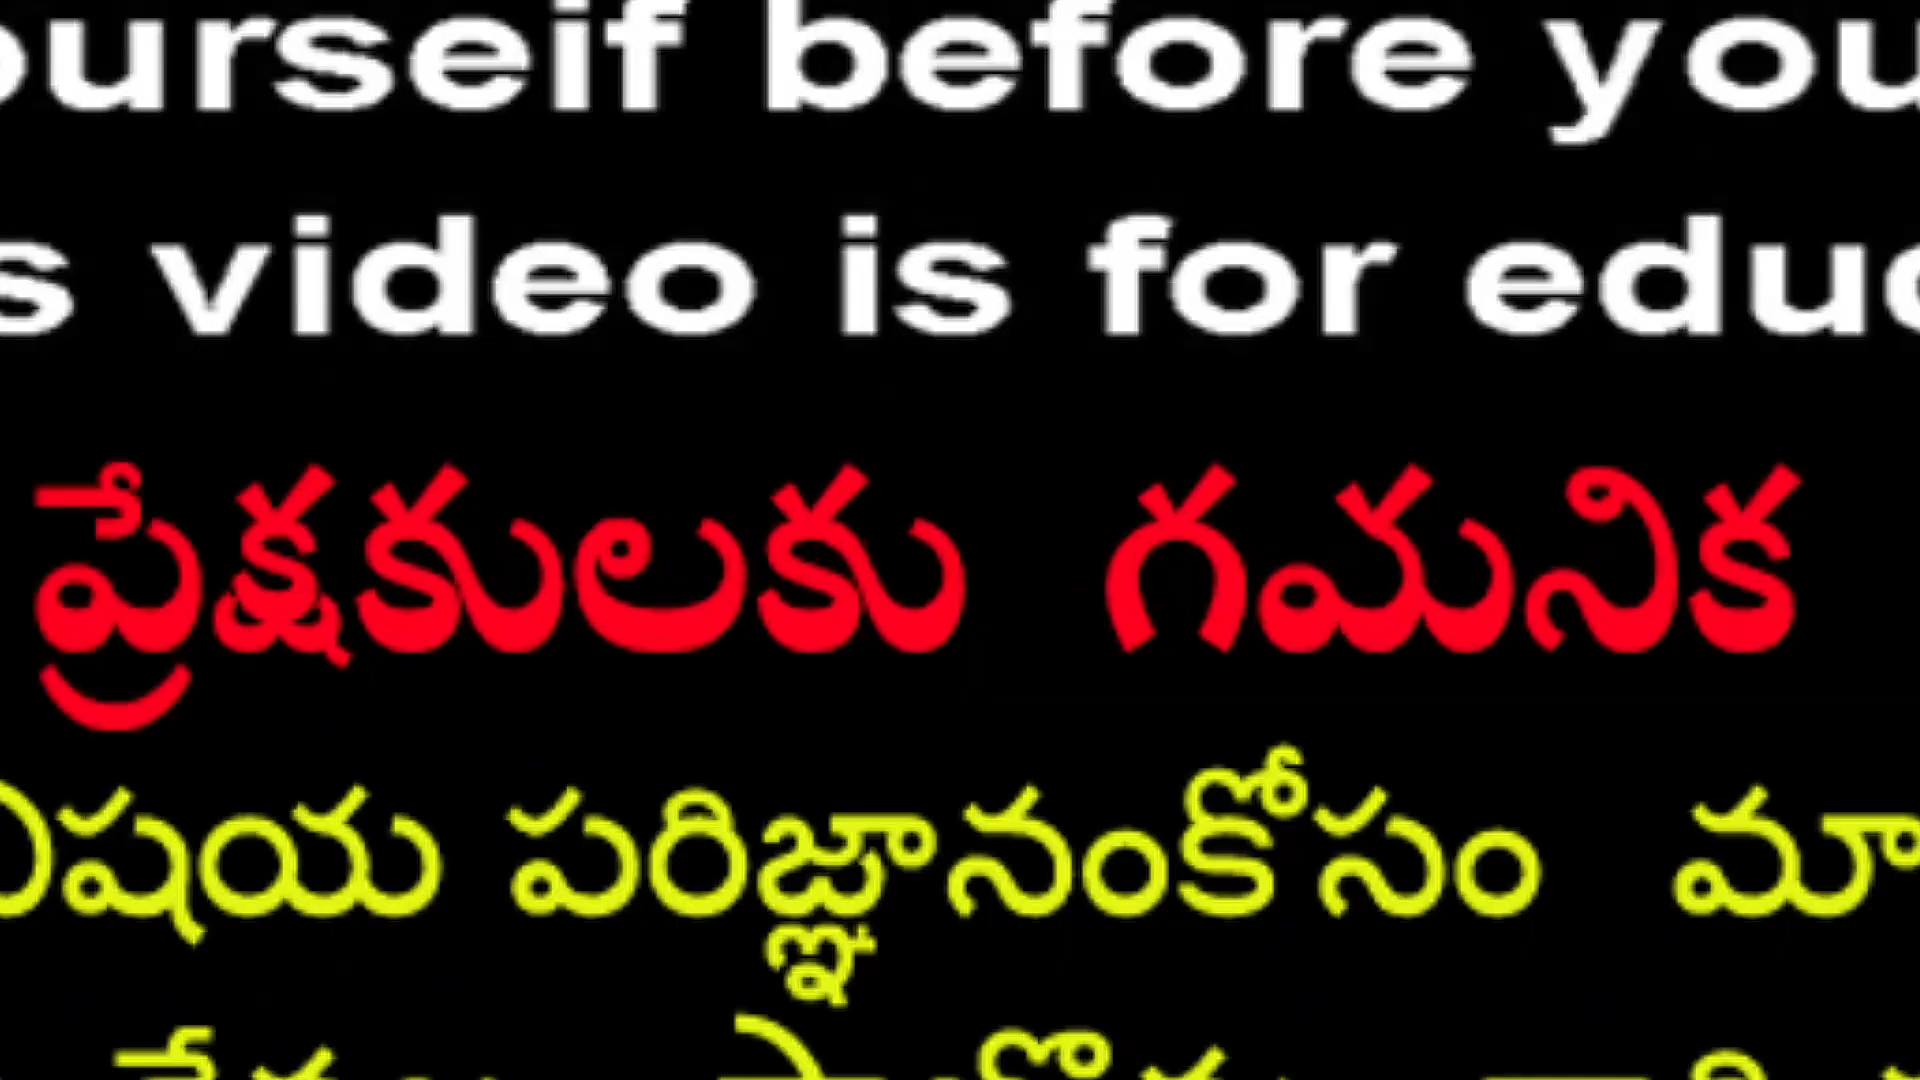 ourseif before you
s video is for educ
ప్రేక్షకులకు గమనిక
విషయ పరిజ్ఞానంకోసం మా